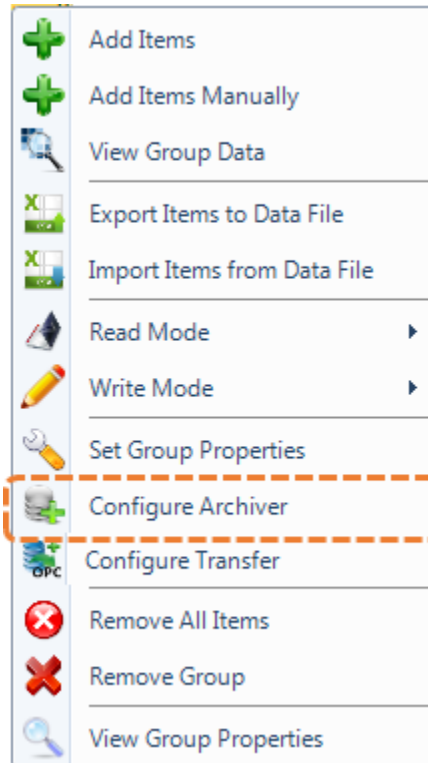 Add Items
Add Items Manually
View Group Data
Export Items to Data File
Import Items from Data File
Read Mode
Write Mode
Set Group Properties
Configure Archiver
OPC
Configure Transfer
Remove All Items
Remove Group
View Group Properties